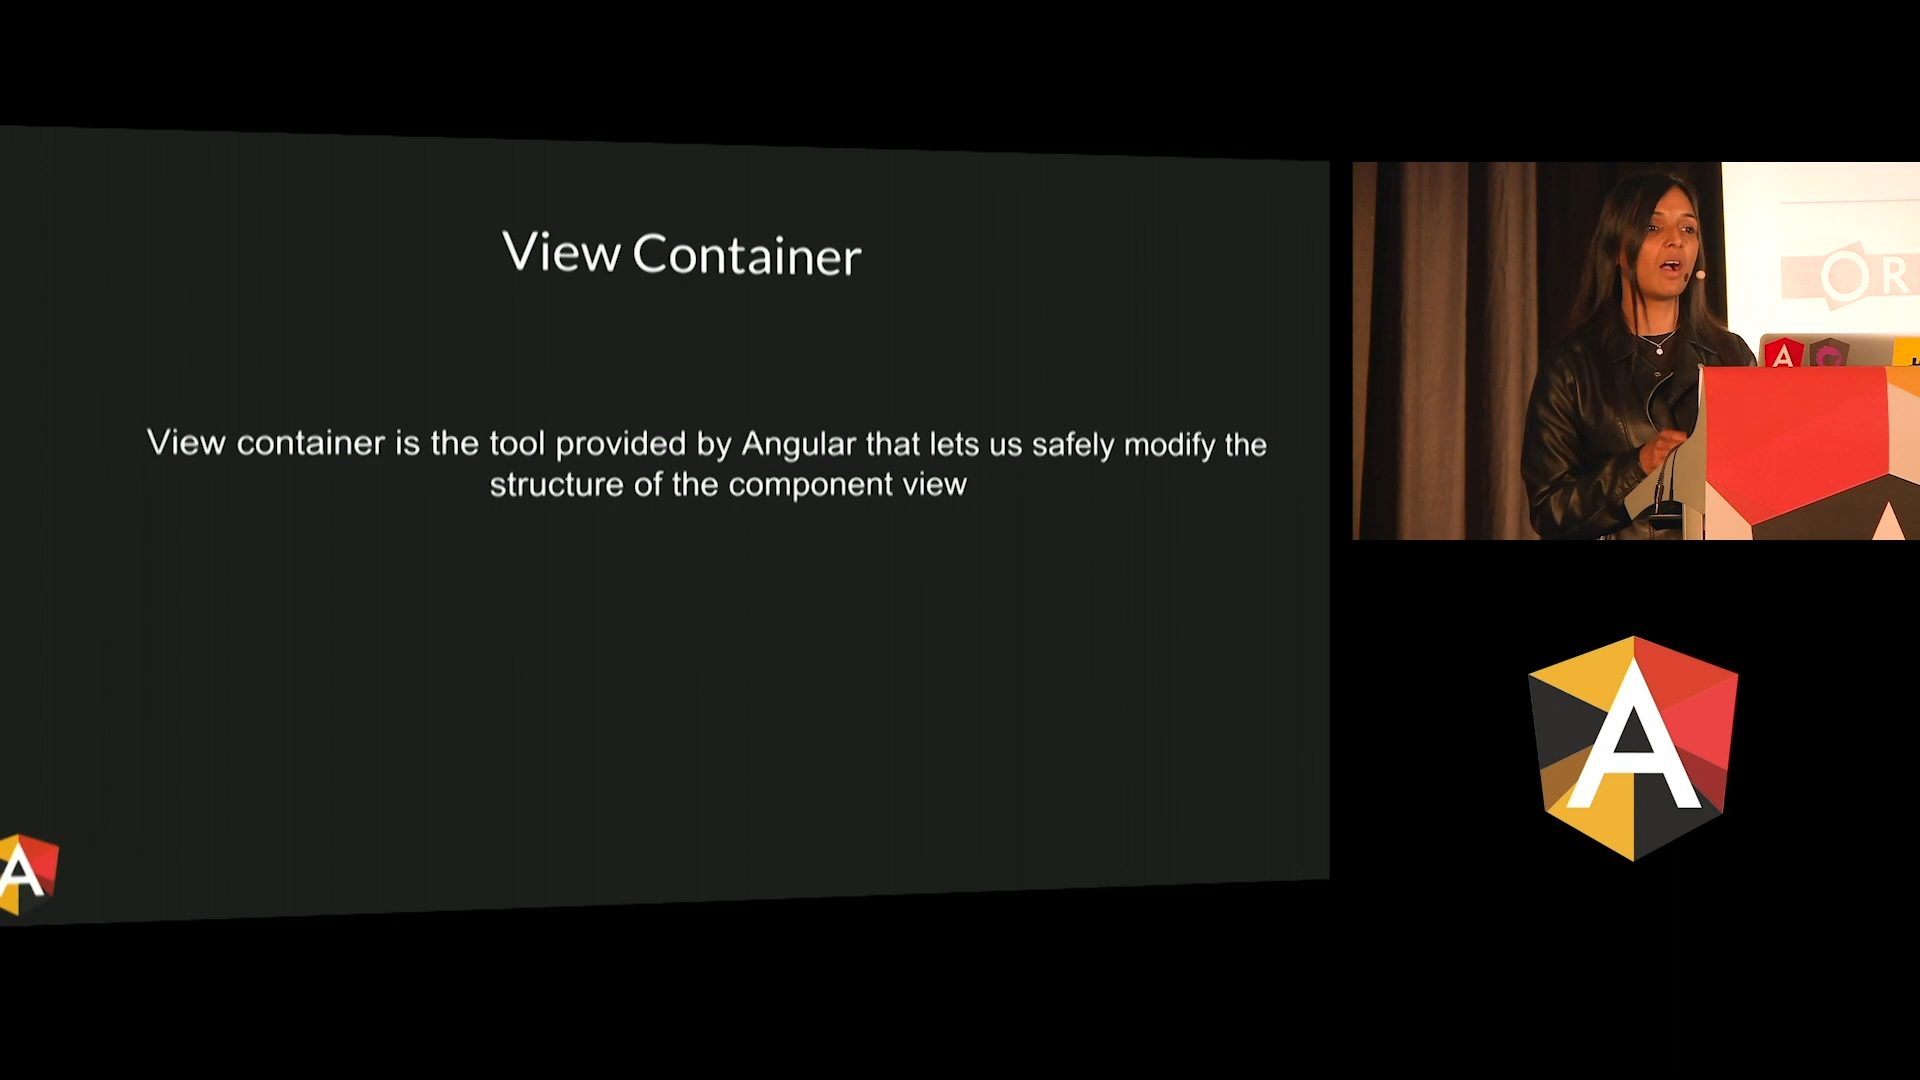 View Container
View container is the tool provided by Angular that lets us safely modify the
structure of the component view
A
OR
A
A